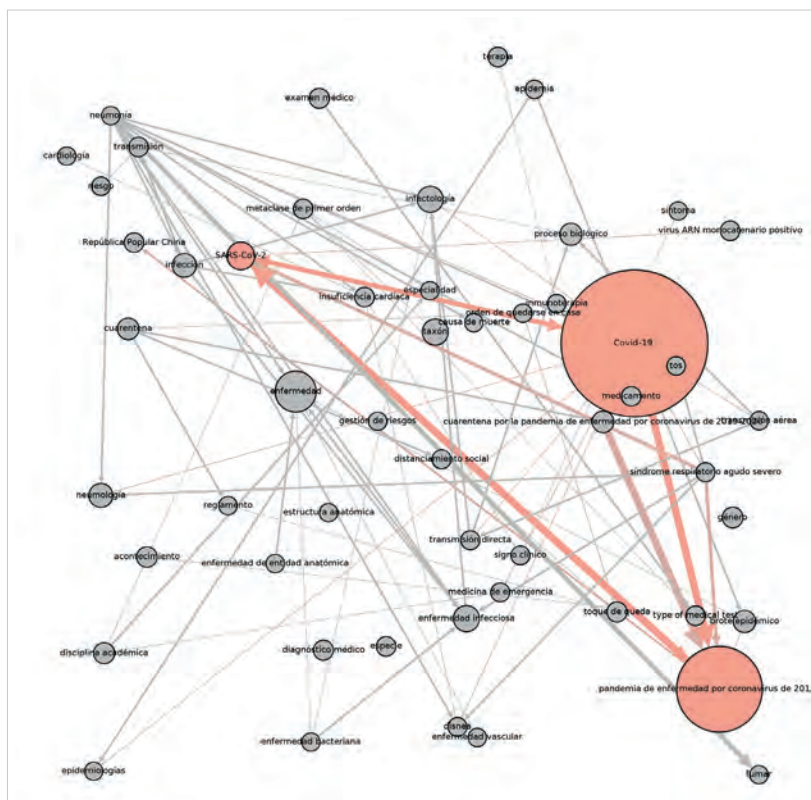 terapia
epidemia
examen médico
neumonía
transmisión
cardiología
riesgo
infectología
metaclase de primer orden
síntoma
virus ARN monocatenario positivo
proceso biológico
República Popular China
SARS-CoV-2
infección
especialidad
insuficiencia cardíaca
inmunoterapia
orden de quedarse en casa
causa de muerte
cuarentena
taxón
Covid-19
tos
enfermedad
medicamento
gestión de riesgos
cuarentena por la pandemia de enfermedad por coronavirus de
aérea
distanciamiento social
síndrome respiratorio agudo severo
neumología
reglamento
estructura anatómica
género
transmisión directa
acontecimiento
signo clínico
enfermedad de entidad anatómica
medicina de emergencia
enfermedad infecciosa
toque de queda
type of medical test
disciplina académica
diagnóstico médico
especie
pandemia de enfermedad por coronavirus de 201
disnea
enfermedad vascular
enfermedad bacteriana
epidemiologías
fumar